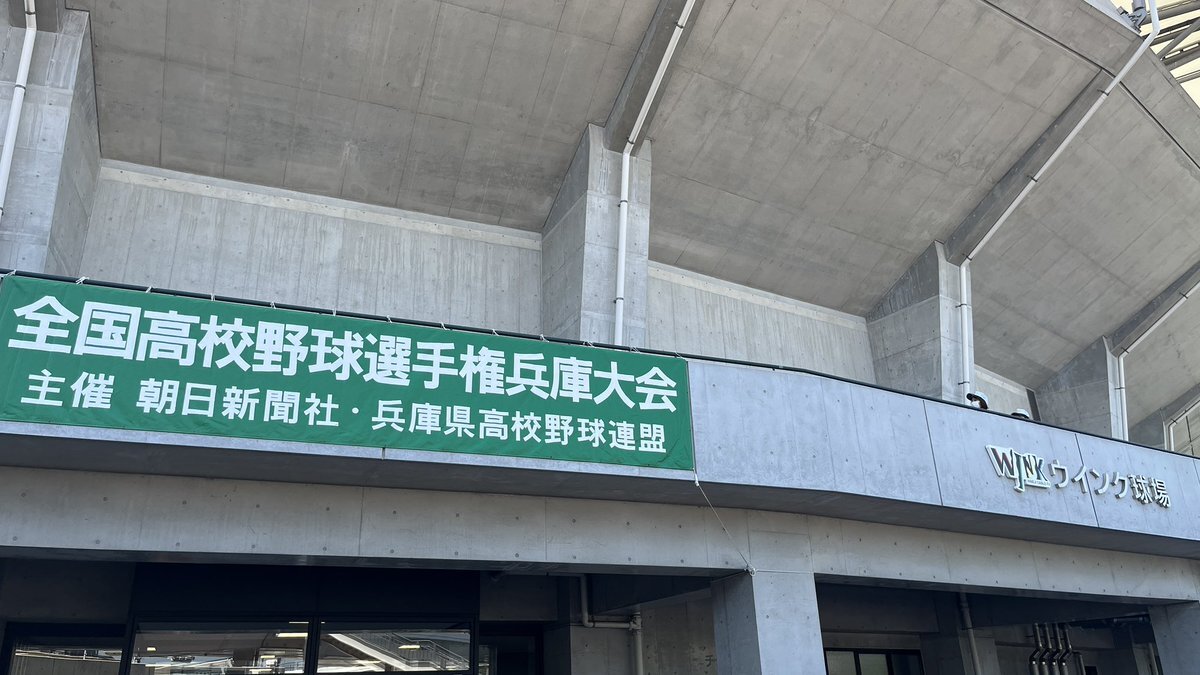 全国高校野球選手権兵庫大会
主催 朝日新聞社・兵庫県高校野球連盟
WINK ウインク球場